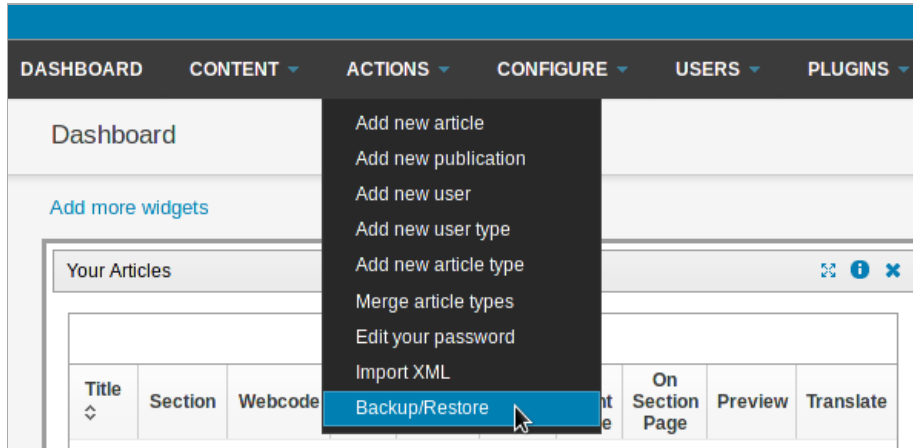 DASHBOARD CONTENT ACTIONS CONFIGURE USERS PLUGINS
Dashboard
Add new article
Add new publication
Add new user
Add more widgets
Add new user type
Your Articles
Add new article type
Merge article types
Edit your password
Import XML
Backup/Restore
Title Section Webcode On Section Page Preview Translate